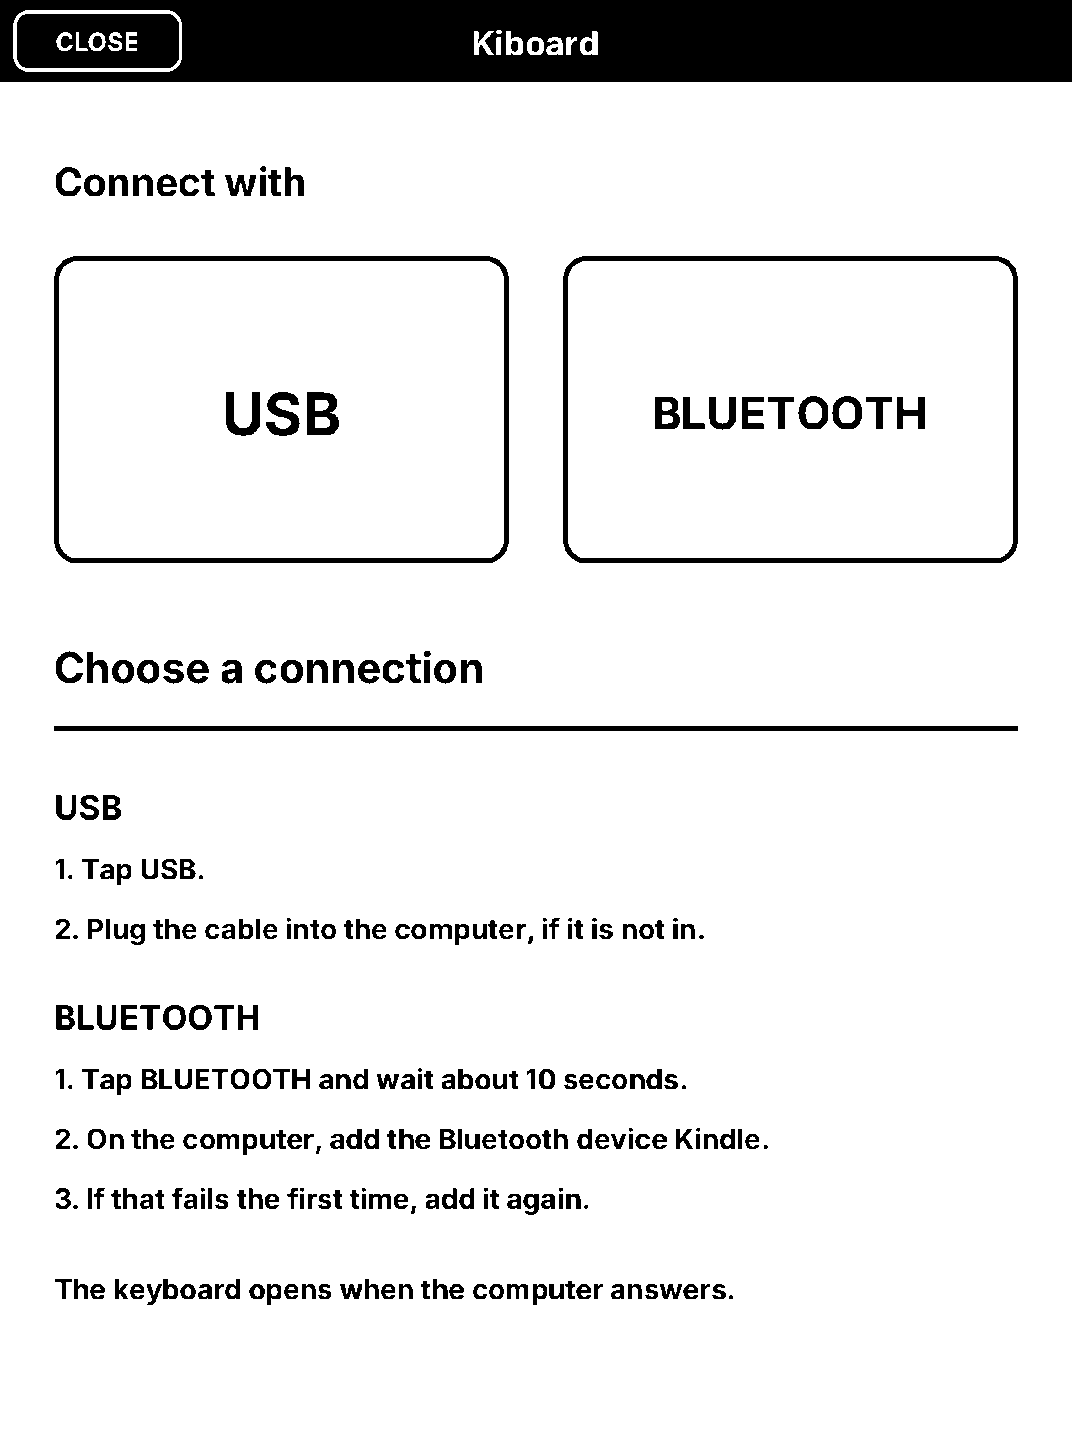 CLOSE
Kiboard
Connect with
USB
BLUETOOTH
Choose a connection
USB
1. Tap USB.
2. Plug the cable into the computer, if it is not in.
BLUETOOTH
1. Tap BLUETOOTH and wait about 10 seconds.
2. On the computer, add the Bluetooth device Kindle.
3. If that fails the first time, add it again.
The keyboard opens when the computer answers.